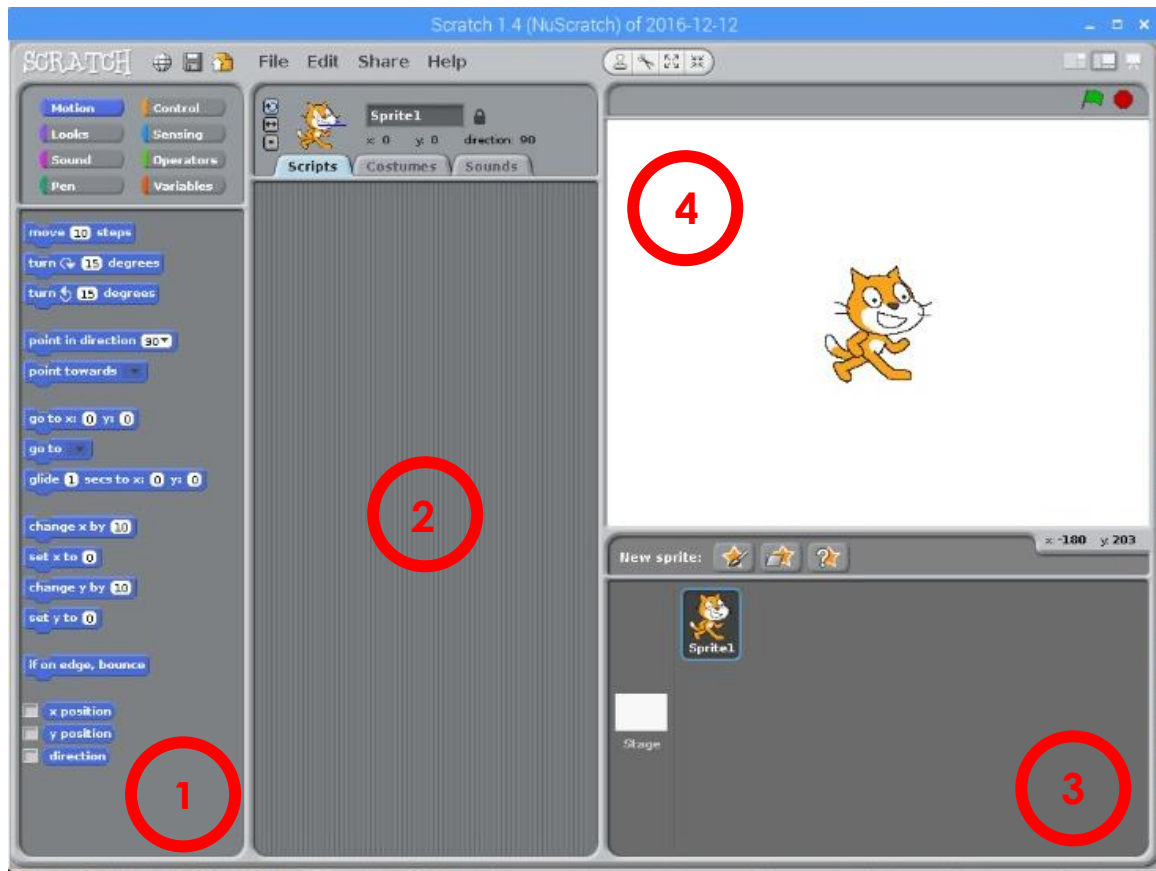 Scratch 1.4 (NuScratch) of 2016-12-12
SCRATCH File Edit Share Help
Motion Control
Looks Sensing
Sound Operators
Pen Variables
move 10 steps
turn 15 degrees
turn 15 degrees
point in direction 90
point towards
go to x: 0 y: 0
go to
glide 1 secs to x: 0 y: 0
change x by 10
set x to 0
change y by 10
set y to 0
if on edge, bounce
x position
y position
direction
1
Sprite1
x: 0 y: 0 direction: 90
Scripts Costumes Sounds
2
4
x: -180 y: 203
New sprite:
Sprite1
Stage
3